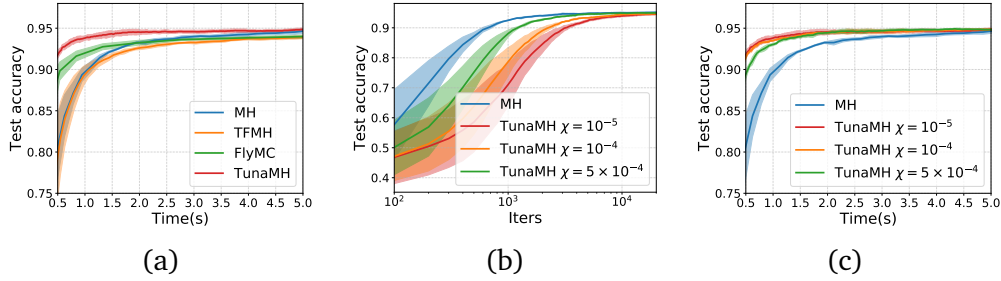 0.95
0.90
0.85
0.80
0.75
Test accuracy
MH
TFMH
FlyMC
TunaMH
0.5 1.0 1.5 2.0 2.5 3.0 3.5 4.0 4.5 5.0
Time(s)
(a)
0.9
0.8
0.7
0.6
0.5
0.4
Test accuracy
MH
TunaMH χ = 10⁻⁵
TunaMH χ = 10⁻⁴
TunaMH χ = 5 × 10⁻⁴
10² 10³ 10⁴
Iters
(b)
0.95
0.90
0.85
0.80
0.75
Test accuracy
MH
TunaMH χ = 10⁻⁵
TunaMH χ = 10⁻⁴
TunaMH χ = 5 × 10⁻⁴
0.5 1.0 1.5 2.0 2.5 3.0 3.5 4.0 4.5 5.0
Time(s)
(c)